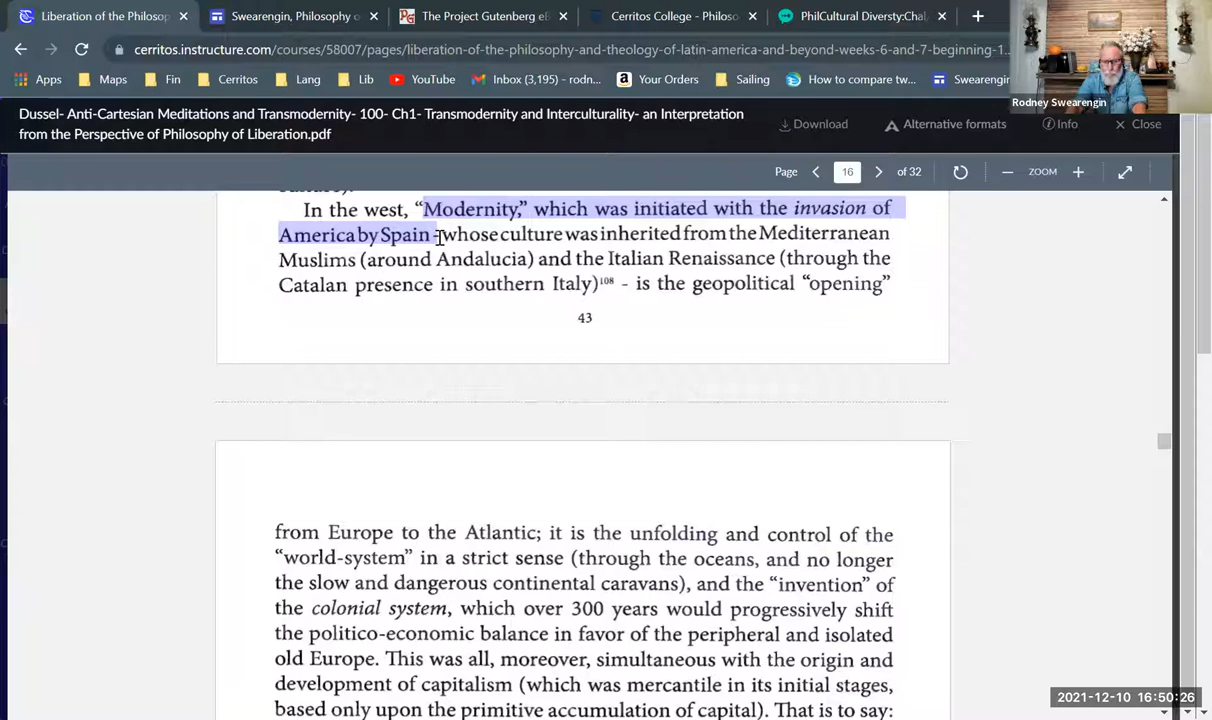 Liberation of the Philosop
Swearengin, Philosophy o
The Project Gutenberg eB
Cerritos College - Philoso
PhilCultural Diversty:Chal
cerritos.instructure.com/courses/58007/pages/liberation-of-the-philosophy-and-theology-of-latin-america-and-beyond-weeks-6-and-7-beginning-1...
Apps
Maps
Fin
Cerritos
Lang
Lib
YouTube
Inbox (3,195) - rodn...
Your Orders
Sailing
How to compare tw...
Swearengin
Rodney Swearengin
Dussel- Anti-Cartesian Meditations and Transmodernity- 100- Ch1- Transmodernity and Interculturality- an Interpretation
from the Perspective of Philosophy of Liberation.pdf
Download
Alternative formats
Info
Close
Page
16
of 32
ZOOM
In the west, “Modernity,” which was initiated with the invasion of
America by Spain - whose culture was inherited from the Mediterranean
Muslims (around Andalucia) and the Italian Renaissance (through the
Catalan presence in southern Italy)108 - is the geopolitical “opening”
43
from Europe to the Atlantic; it is the unfolding and control of the
“world-system” in a strict sense (through the oceans, and no longer
the slow and dangerous continental caravans), and the “invention” of
the colonial system, which over 300 years would progressively shift
the politico-economic balance in favor of the peripheral and isolated
old Europe. This was all, moreover, simultaneous with the origin and
development of capitalism (which was mercantile in its initial stages,
based only upon the primitive accumulation of capital). That is to say:
2021-12-10 16:50:26